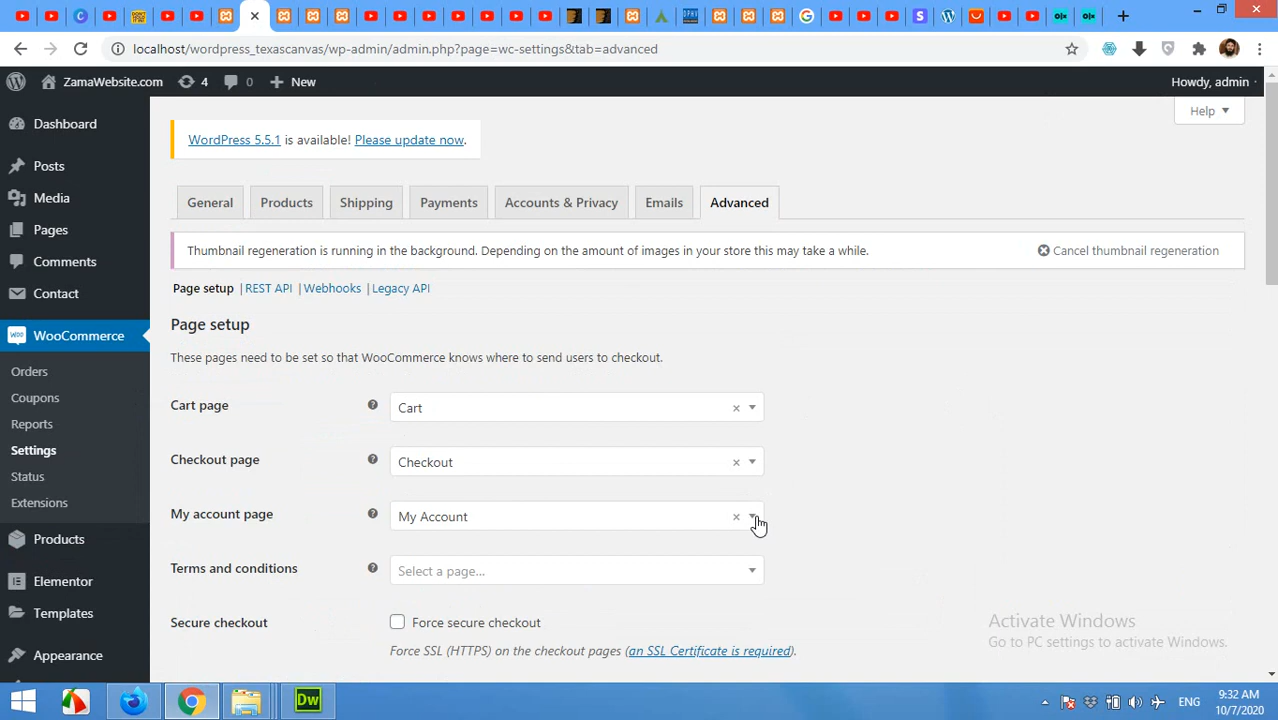 localhost/wordpress_texascanvas/wp-admin/admin.php?page=wc-settings&tab=advanced
ZamaWebsite.com 4 0 New Howdy, admin
Help
Dashboard
Posts
Media
Pages
Comments
Contact
WooCommerce
Orders
Coupons
Reports
Settings
Status
Extensions
Products
Elementor
Templates
Appearance
WordPress 5.5.1 is available! Please update now.
General Products Shipping Payments Accounts & Privacy Emails Advanced
Thumbnail regeneration is running in the background. Depending on the amount of images in your store this may take a while. Cancel thumbnail regeneration
Page setup | REST API | Webhooks | Legacy API
Page setup
These pages need to be set so that WooCommerce knows where to send users to checkout.
Cart page Cart
Checkout page Checkout
My account page My Account
Terms and conditions Select a page...
Secure checkout Force secure checkout
Force SSL (HTTPS) on the checkout pages (an SSL Certificate is required).
Activate Windows
Go to PC settings to activate Windows.
Dw
ENG
9:32 AM
10/7/2020